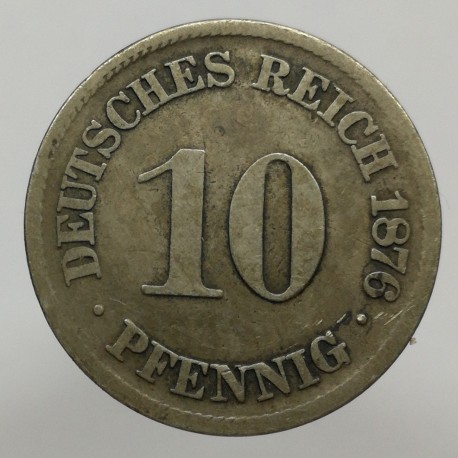 DEUTSCHES REICH 1876
10
· PFENNIG ·